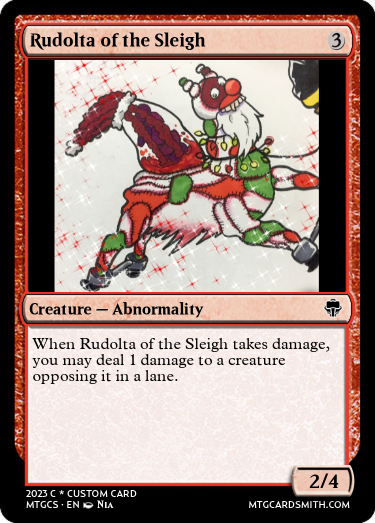 Rudolta of the Sleigh 3
Creature — Abnormality
When Rudolta of the Sleigh takes damage,
you may deal 1 damage to a creature
opposing it in a lane.
2/4
2023 C * CUSTOM CARD
MTGCS · EN NIA
MTGCARDSMITH.COM